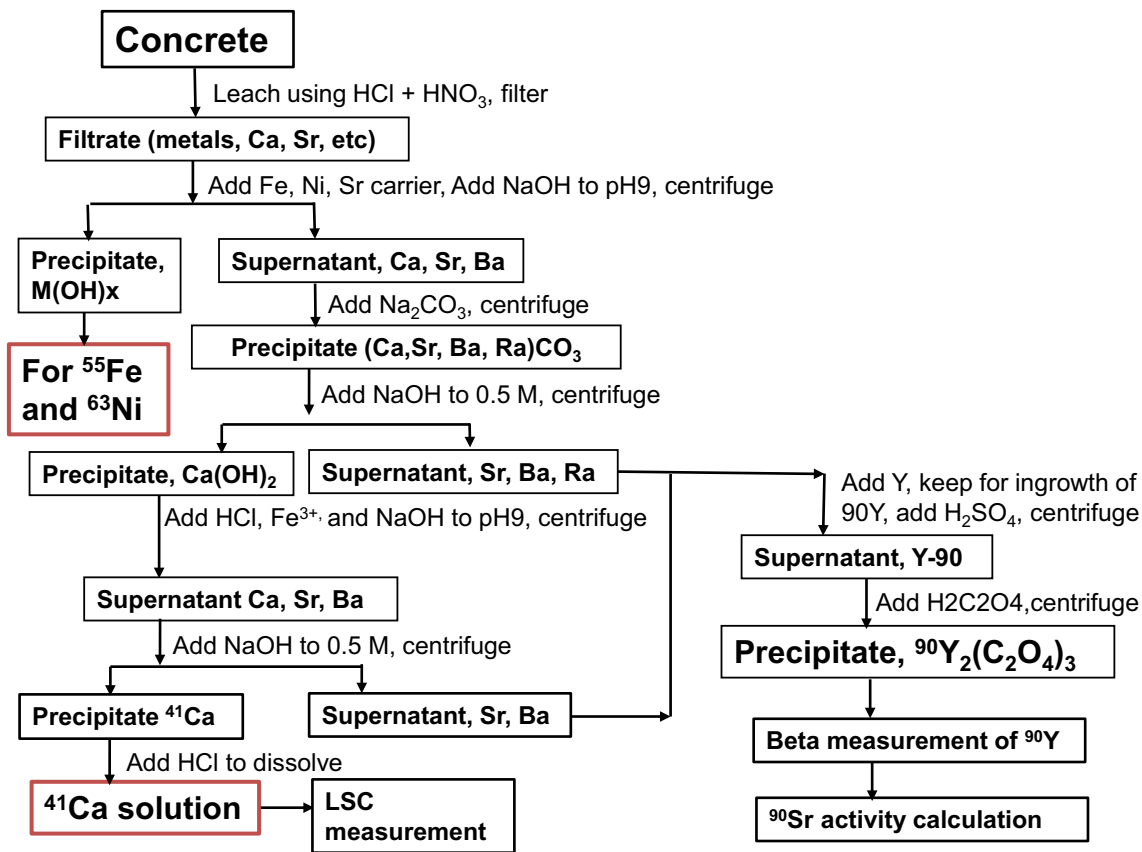 Concrete
Leach using HCl + HNO₃, filter
Filtrate (metals, Ca, Sr, etc)
Add Fe, Ni, Sr carrier, Add NaOH to pH9, centrifuge
Precipitate,
M(OH)x
Supernatant, Ca, Sr, Ba
Add Na₂CO₃, centrifuge
Precipitate (Ca,Sr, Ba, Ra)CO₃
For ⁵⁵Fe
and ⁶³Ni
Add NaOH to 0.5 M, centrifuge
Precipitate, Ca(OH)₂
Supernatant, Sr, Ba, Ra
Add HCl, Fe³⁺, and NaOH to pH9, centrifuge
Supernatant Ca, Sr, Ba
Add NaOH to 0.5 M, centrifuge
Precipitate ⁴¹Ca
Supernatant, Sr, Ba
Add HCl to dissolve
⁴¹Ca solution
LSC
measurement
Add Y, keep for ingrowth of
90Y, add H₂SO₄, centrifuge
Supernatant, Y-90
Add H2C2O4,centrifuge
Precipitate, ⁹⁰Y₂(C₂O₄)₃
Beta measurement of ⁹⁰Y
⁹⁰Sr activity calculation